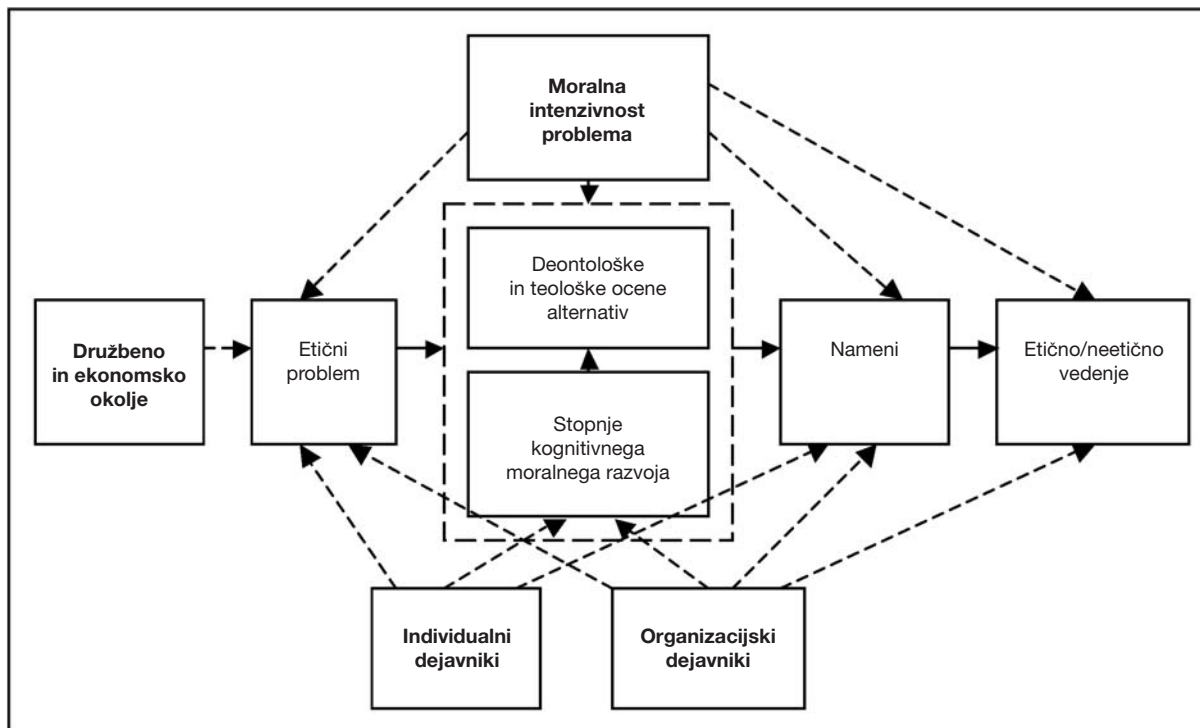 Moralna
intenzivnost
problema
Deontološke
in teološke ocene
alternativ
Družbeno
in ekonomsko
okolje
Etični
problem
Nameni
Etično/neetično
vedenje
Stopnje
kognitivnega
moralnega razvoja
Individualni
dejavniki
Organizacijski
dejavniki